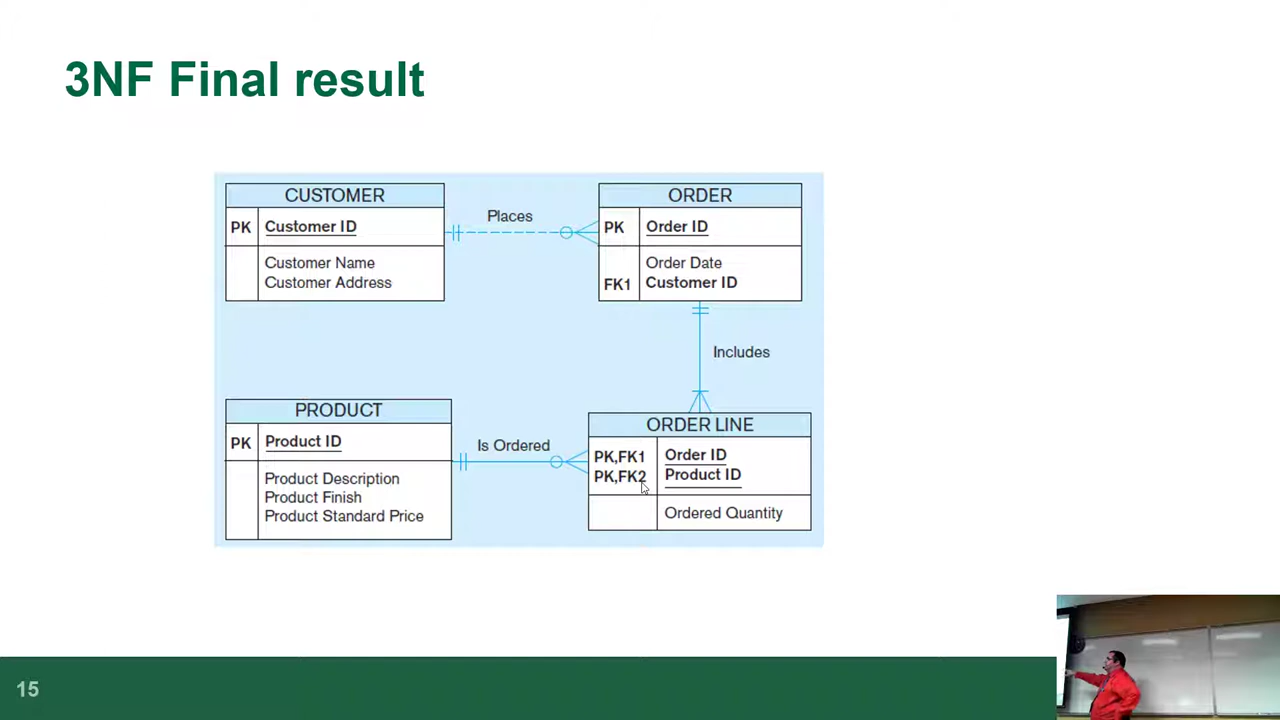 3NF Final result
CUSTOMER
PK Customer ID
Customer Name
Customer Address
Places
ORDER
PK Order ID
Order Date
FK1 Customer ID
Includes
PRODUCT
PK Product ID
Product Description
Product Finish
Product Standard Price
Is Ordered
ORDER LINE
PK,FK1 Order ID
PK,FK2 Product ID
Ordered Quantity
15